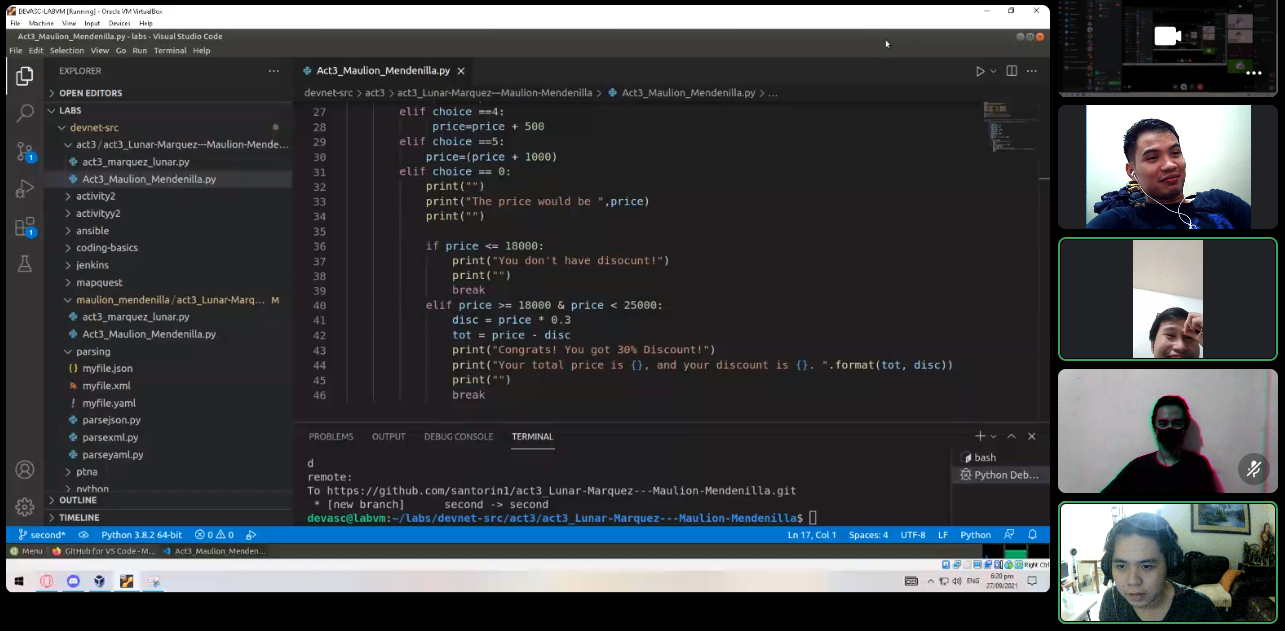 DEVASC-LABVM [Running] - Oracle VM VirtualBox
File Machine View Input Devices Help
Act3_Maulion_Mendenilla.py - labs - Visual Studio Code
File Edit Selection View Go Run Terminal Help
EXPLORER
OPEN EDITORS
LABS
devnet-src
act3 / act3_Lunar-Marquez---Maulion-Mende...
act3_marquez_lunar.py
Act3_Maulion_Mendenilla.py
activity2
activityy2
ansible
coding-basics
jenkins
mapquest
maulion_mendenilla / act3_Lunar-Marq... M
act3_marquez_lunar.py
Act3_Maulion_Mendenilla.py
parsing
myfile.json
myfile.xml
myfile.yaml
parsejson.py
parsexml.py
parseyaml.py
ptna
python
OUTLINE
TIMELINE
Act3_Maulion_Mendenilla.py
devnet-src > act3 > act3_Lunar-Marquez---Maulion-Mendenilla > Act3_Maulion_Mendenilla.py > ...
27 elif choice ==4:
28 price=price + 500
29 elif choice ==5:
30 price=(price + 1000)
31 elif choice == 0:
32 print("")
33 print("The price would be ",price)
34 print("")
35
36 if price <= 18000:
37 print("You don't have disocunt!")
38 print("")
39 break
40 elif price >= 18000 & price < 25000:
41 disc = price * 0.3
42 tot = price - disc
43 print("Congrats! You got 30% Discount!")
44 print("Your total price is {}, and your discount is {}. ".format(tot, disc))
45 print("")
46 break
PROBLEMS OUTPUT DEBUG CONSOLE TERMINAL
d
remote:
To https://github.com/santorin1/act3_Lunar-Marquez---Maulion-Mendenilla.git
* [new branch] second -> second
devasc@labvm:~/labs/devnet-src/act3/act3_Lunar-Marquez---Maulion-Mendenilla$
bash
Python Deb...
second* Python 3.8.2 64-bit 0 0 Ln 17, Col 1 Spaces: 4 UTF-8 LF Python
Menu GitHub for VS Code - M... Act3_Maulion_Menden...
Right Ctrl
ENG 6:20 pm
27/09/2021